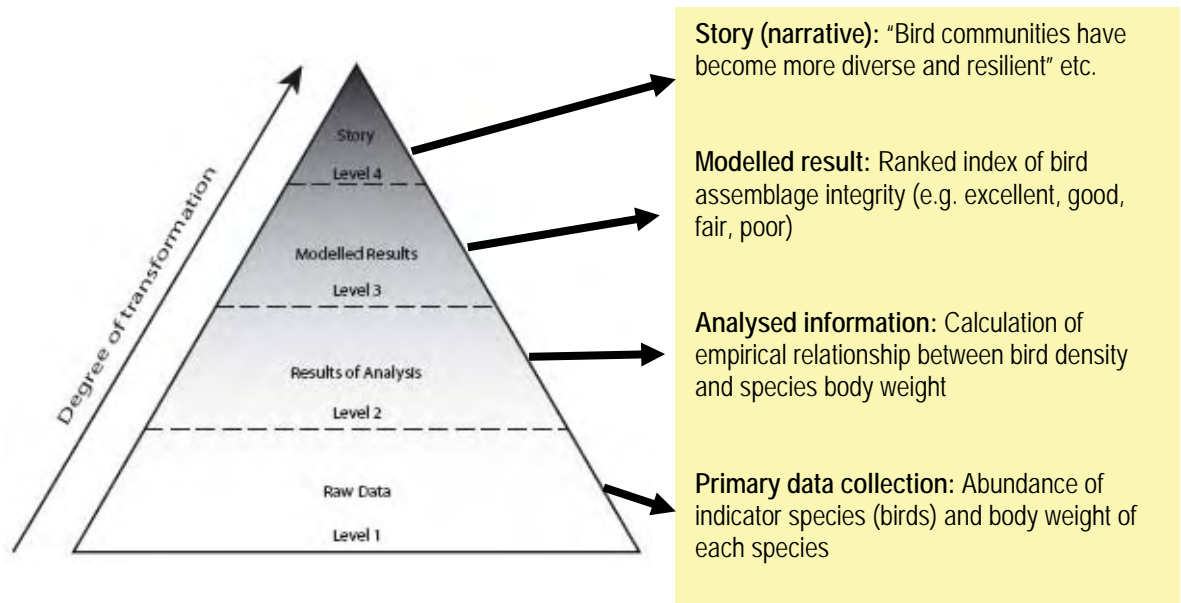 Degree of transformation
Story
Level 4
Modelled Results
Level 3
Results of Analysis
Level 2
Raw Data
Level 1
Story (narrative): "Bird communities have
become more diverse and resilient" etc.
Modelled result: Ranked index of bird
assemblage integrity (e.g. excellent, good,
fair, poor)
Analysed information: Calculation of
empirical relationship between bird density
and species body weight
Primary data collection: Abundance of
indicator species (birds) and body weight of
each species